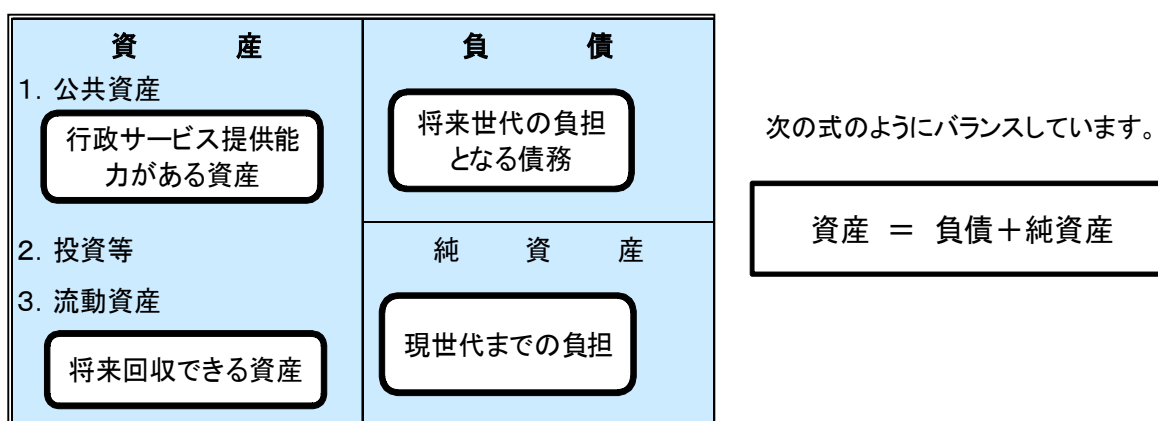 資　　　産
1．公共資産
行政サービス提供能
力がある資産
2．投資等
3．流動資産
将来回収できる資産
負　　　債
将来世代の負担
となる債務
純　　資　　産
現世代までの負担
次の式のようにバランスしています。
資産 ＝ 負債＋純資産